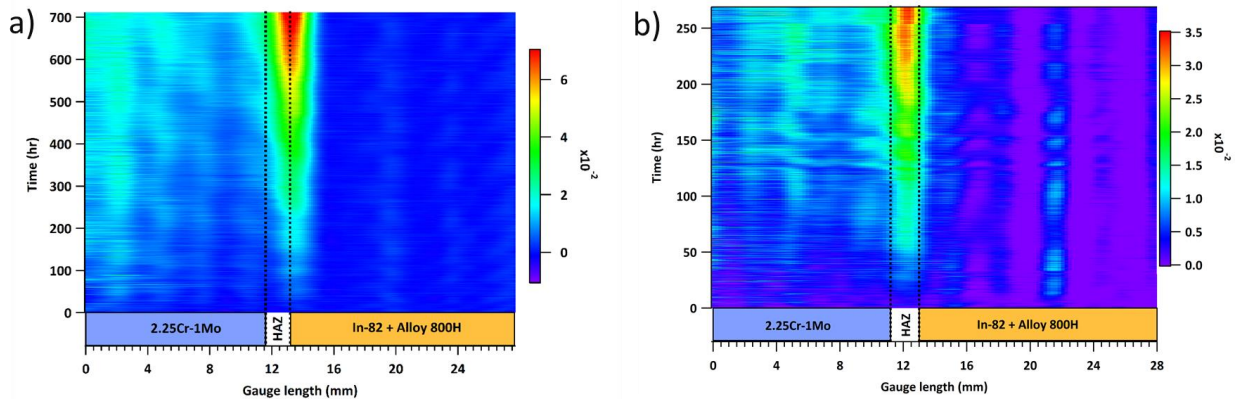 a)
700
600
500
400
300
200
100
0
Time (hr)
6
4
2
0
x10⁻²
2.25Cr-1Mo
HAZ
In-82 + Alloy 800H
0 4 8 12 16 20 24
Gauge length (mm)
b)
250
200
150
100
50
0
Time (hr)
3.5
3.0
2.5
2.0
1.5
1.0
0.5
0.0
x10⁻²
2.25Cr-1Mo
HAZ
In-82 + Alloy 800H
0 4 8 12 16 20 24 28
Gauge length (mm)